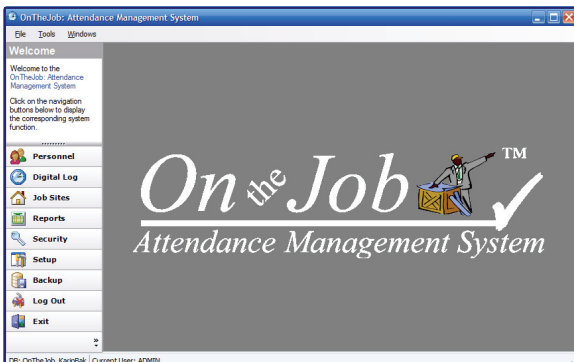 OnTheJob: Attendance Management System
File Tools Windows
Welcome
Welcome to the
OnTheJob: Attendance
Management System
Click on the navigation
buttons below to display
the corresponding system
function.
Personnel
Digital Log
Job Sites
Reports
Security
Setup
Backup
Log Out
Exit
On the Job ™
Attendance Management System
DB: OnTheJob_KarinBak Current User: ADMIN